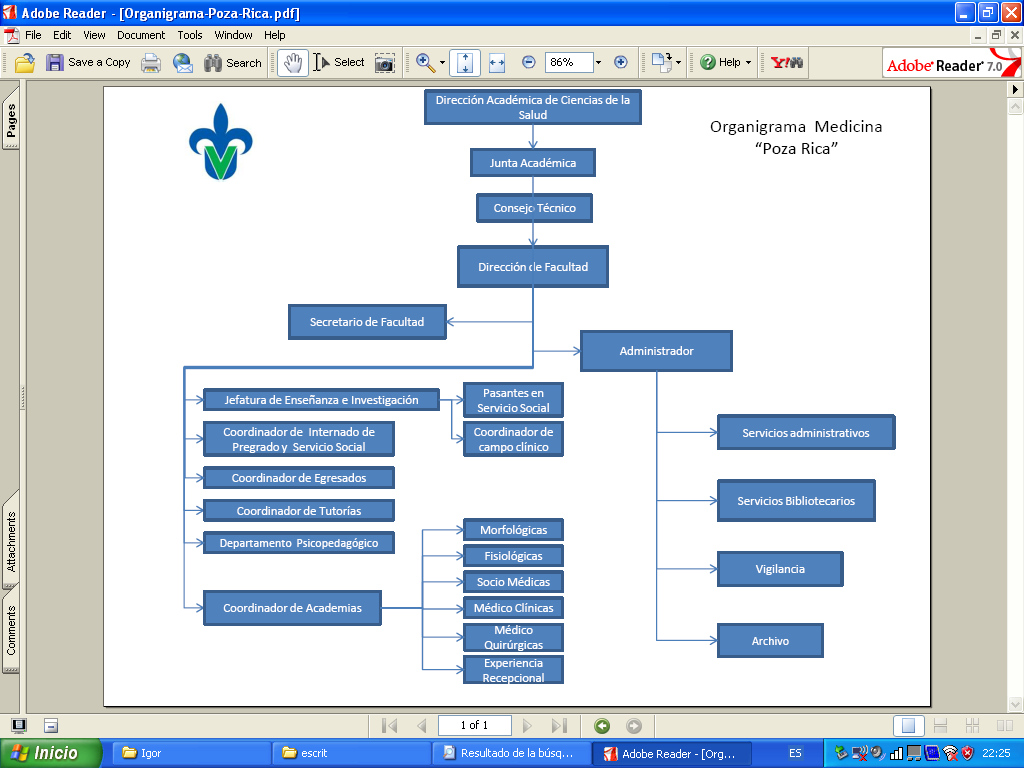 Adobe Reader - [Organigrama-Poza-Rica.pdf]
File Edit View Document Tools Window Help
Save a Copy Search Select 86% Help Y! Adobe Reader 7.0
Pages
Attachments
Comments
Organigrama Medicina
“Poza Rica”
Dirección Académica de Ciencias de la
Salud
Junta Académica
Consejo Técnico
Dirección de Facultad
Secretario de Facultad
Administrador
Jefatura de Enseñanza e Investigación
Pasantes en
Servicio Social
Coordinador de
campo clínico
Coordinador de Internado de
Pregrado y Servicio Social
Coordinador de Egresados
Coordinador de Tutorías
Departamento Psicopedagógico
Coordinador de Academias
Morfológicas
Fisiológicas
Socio Médicas
Médico Clínicas
Médico
Quirúrgicas
Experiencia
Recepcional
Servicios administrativos
Servicios Bibliotecarios
Vigilancia
Archivo
1 of 1
Inicio Igor escrit Resultado de la búsq... Adobe Reader - [Org... ES 22:25